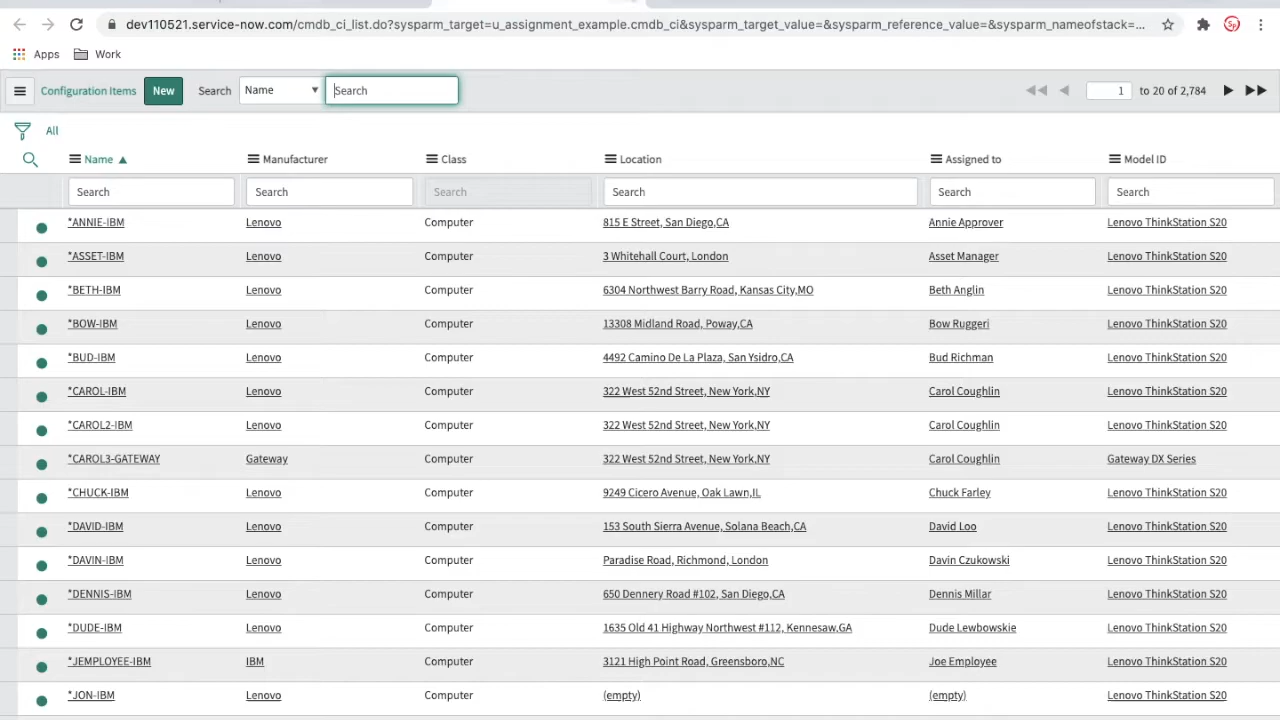 dev110521.service-now.com/cmdb_ci_list.do?sysparm_target=u_assignment_example.cmdb_ci&sysparm_target_value=&sysparm_reference_value=&sysparm_nameofstack=...
Apps Work
Configuration Items New Search Name ▼ Search 1 to 20 of 2,784
All
Name ▲ Manufacturer Class Location Assigned to Model ID
Search Search Search Search Search Search
*ANNIE-IBM Lenovo Computer 815 E Street, San Diego,CA Annie Approver Lenovo ThinkStation S20
*ASSET-IBM Lenovo Computer 3 Whitehall Court, London Asset Manager Lenovo ThinkStation S20
*BETH-IBM Lenovo Computer 6304 Northwest Barry Road, Kansas City,MO Beth Anglin Lenovo ThinkStation S20
*BOW-IBM Lenovo Computer 13308 Midland Road, Poway,CA Bow Ruggeri Lenovo ThinkStation S20
*BUD-IBM Lenovo Computer 4492 Camino De La Plaza, San Ysidro,CA Bud Richman Lenovo ThinkStation S20
*CAROL-IBM Lenovo Computer 322 West 52nd Street, New York,NY Carol Coughlin Lenovo ThinkStation S20
*CAROL2-IBM Lenovo Computer 322 West 52nd Street, New York,NY Carol Coughlin Lenovo ThinkStation S20
*CAROL3-GATEWAY Gateway Computer 322 West 52nd Street, New York,NY Carol Coughlin Gateway DX Series
*CHUCK-IBM Lenovo Computer 9249 Cicero Avenue, Oak Lawn,IL Chuck Farley Lenovo ThinkStation S20
*DAVID-IBM Lenovo Computer 153 South Sierra Avenue, Solana Beach,CA David Loo Lenovo ThinkStation S20
*DAVIN-IBM Lenovo Computer Paradise Road, Richmond, London Davin Czukowski Lenovo ThinkStation S20
*DENNIS-IBM Lenovo Computer 650 Dennery Road #102, San Diego,CA Dennis Millar Lenovo ThinkStation S20
*DUDE-IBM Lenovo Computer 1635 Old 41 Highway Northwest #112, Kennesaw,GA Dude Lewbowskie Lenovo ThinkStation S20
*JEMPLOYEE-IBM IBM Computer 3121 High Point Road, Greensboro,NC Joe Employee Lenovo ThinkStation S20
*JON-IBM Lenovo Computer (empty) (empty) Lenovo ThinkStation S20